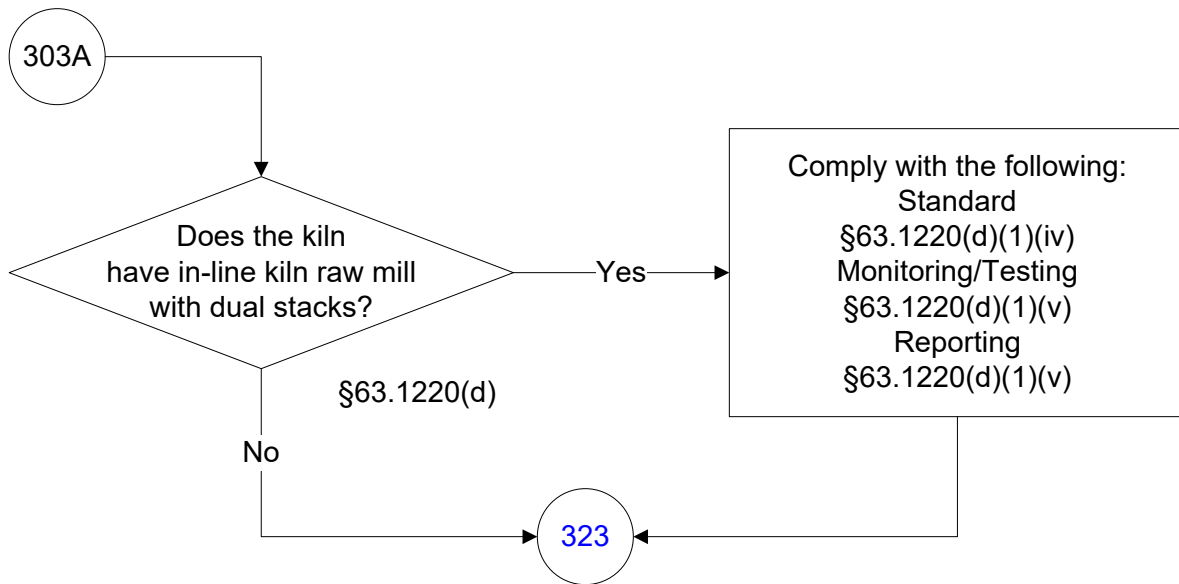 303A
Does the kiln
have in-line kiln raw mill
with dual stacks?
Yes
Comply with the following:
Standard
§63.1220(d)(1)(iv)
Monitoring/Testing
§63.1220(d)(1)(v)
Reporting
§63.1220(d)(1)(v)
§63.1220(d)
No
323